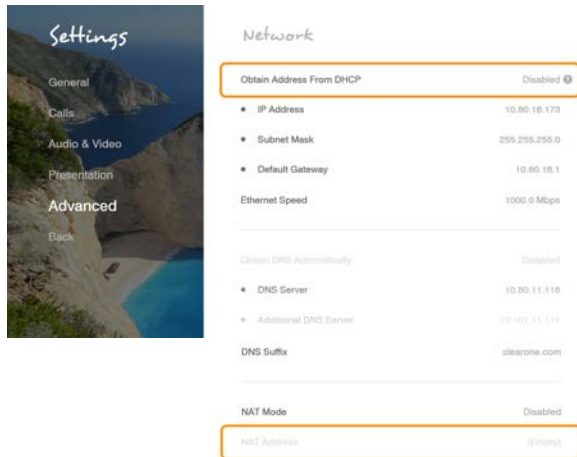 Settings
General
Calls
Audio & Video
Presentation
Advanced
Back
Network
Obtain Address From DHCP Disabled
IP Address 10.80.16.173
Subnet Mask 255.255.255.0
Default Gateway 10.80.16.1
Ethernet Speed 1000.0 Mbps
Obtain DNS Automatically Disabled
DNS Server 10.80.11.116
Additional DNS Server
DNS Suffix clearone.com
NAT Mode Disabled
NAT Address (Empty)